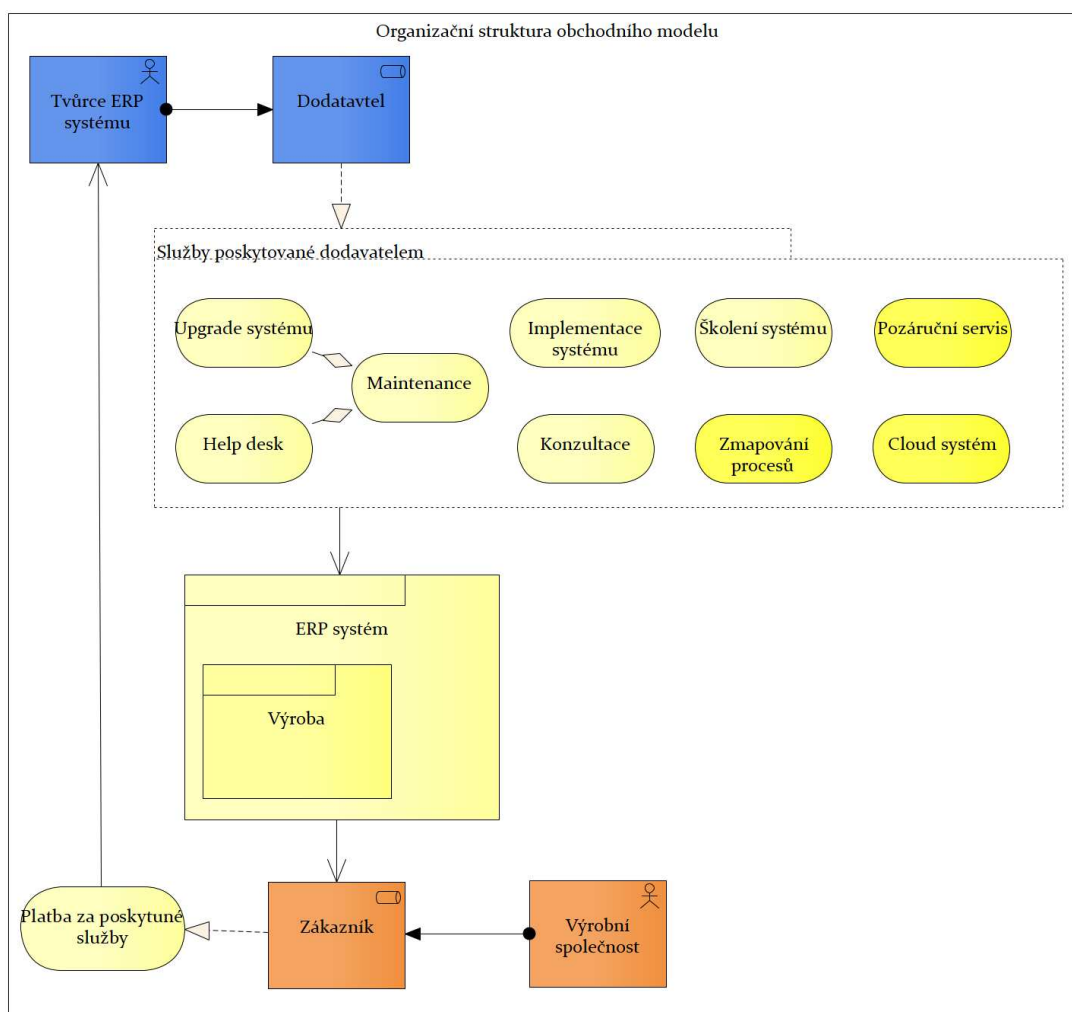 Organizační struktura obchodního modelu
Tvůrce ERP
systému
Dodatavtel
Služby poskytované dodavatelem
Upgrade systému
Implementace
systému
Školení systému
Pozáruční servis
Maintenance
Help desk
Konzultace
Zmapování
procesů
Cloud systém
ERP systém
Výroba
Platba za poskytuné
služby
Zákazník
Výrobní
společnost